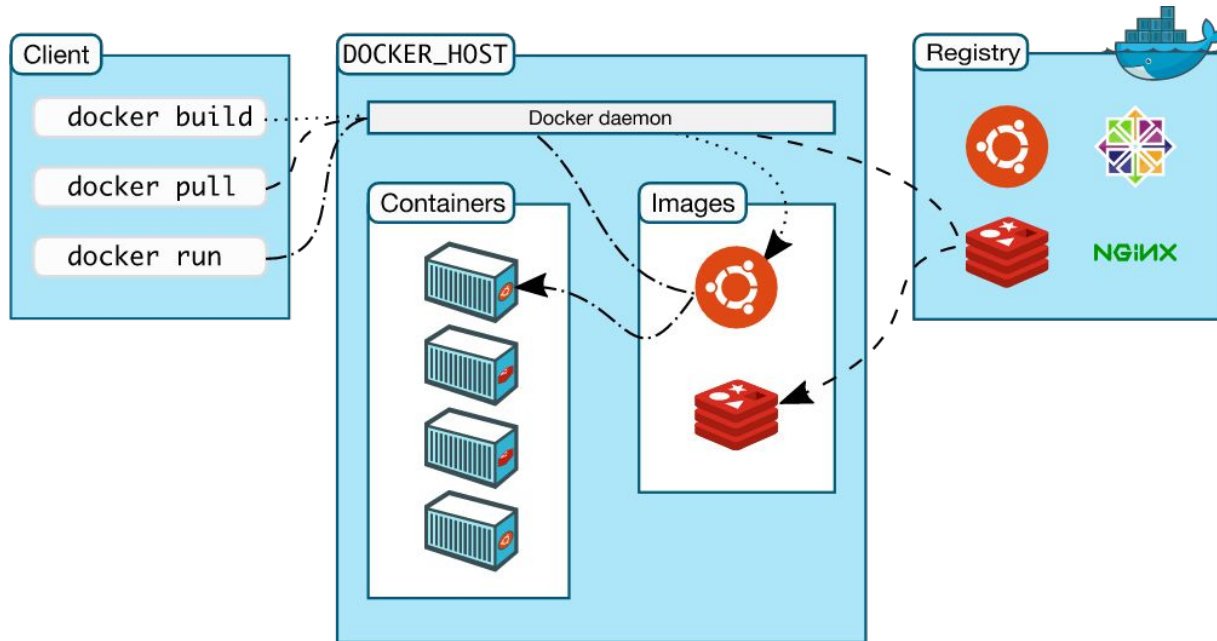 Client
docker build
docker pull
docker run
DOCKER_HOST
Docker daemon
Containers
Images
Registry
NGiNX